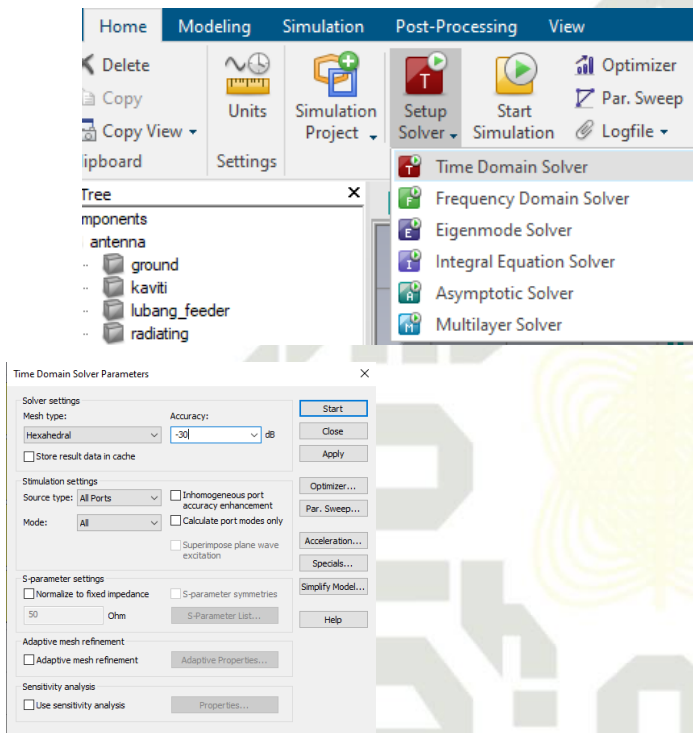 Home Modeling Simulation Post-Processing View
Delete
Copy
Copy View
ipboard
Units
Settings
Simulation
Project
Setup
Solver
Start
Simulation
Optimizer
Par. Sweep
Logfile
Time Domain Solver
Frequency Domain Solver
Eigenmode Solver
Integral Equation Solver
Asymptotic Solver
Multilayer Solver
Tree
mponents
antenna
ground
kaviti
lubang_feeder
radiating
Time Domain Solver Parameters
Solver settings
Mesh type: Accuracy:
Hexahedral -30 dB
Store result data in cache
Stimulation settings
Source type: All Ports
Mode: All
Inhomogeneous port
accuracy enhancement
Calculate port modes only
Superimpose plane wave
excitation
S-parameter settings
Normalize to fixed impedance S-parameter symmetries
50 Ohm S-Parameter List...
Adaptive mesh refinement
Adaptive mesh refinement Adaptive Properties...
Sensitivity analysis
Use sensitivity analysis Properties...
Start
Close
Apply
Optimizer...
Par. Sweep...
Acceleration...
Specials...
Simplify Model...
Help